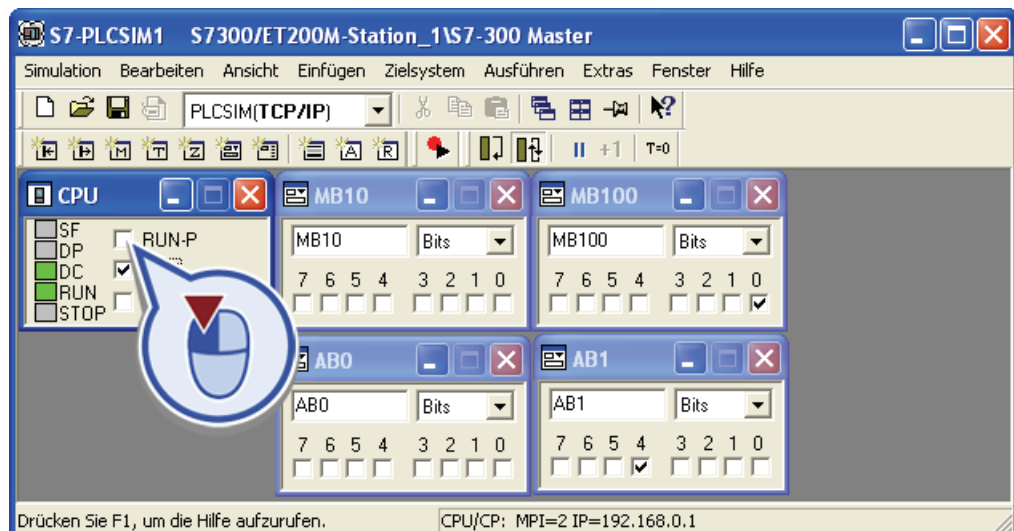 S7-PLCSIM1 S7300/ET200M-Station_1\S7-300 Master
Simulation Bearbeiten Ansicht Einfügen Zielsystem Ausführen Extras Fenster Hilfe
PLCSIM(TCP/IP)
+1 T=0
CPU
SF
DP
DC
RUN
STOP
RUN-P
MB10
MB10 Bits
7 6 5 4 3 2 1 0
MB100
MB100 Bits
7 6 5 4 3 2 1 0
AB0
AB0 Bits
7 6 5 4 3 2 1 0
AB1
AB1 Bits
7 6 5 4 3 2 1 0
Drücken Sie F1, um die Hilfe aufzurufen. CPU/CP: MPI=2 IP=192.168.0.1